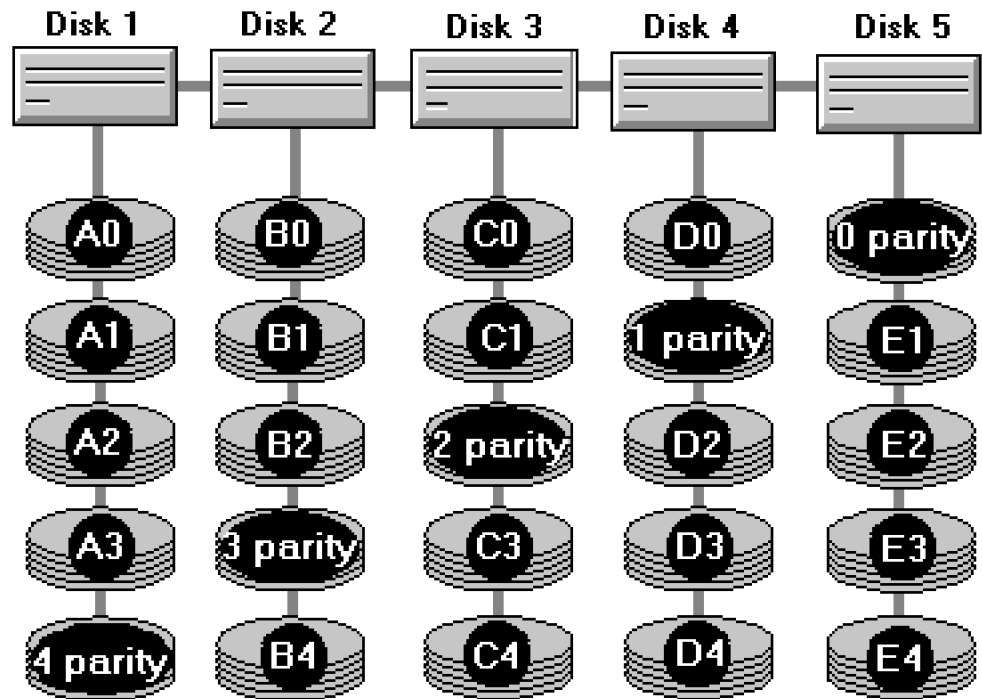 Disk 1 Disk 2 Disk 3 Disk 4 Disk 5
A0 B0 C0 D0 0 parity
A1 B1 C1 1 parity E1
A2 B2 2 parity D2 E2
A3 3 parity C3 D3 E3
4 parity B4 C4 D4 E4